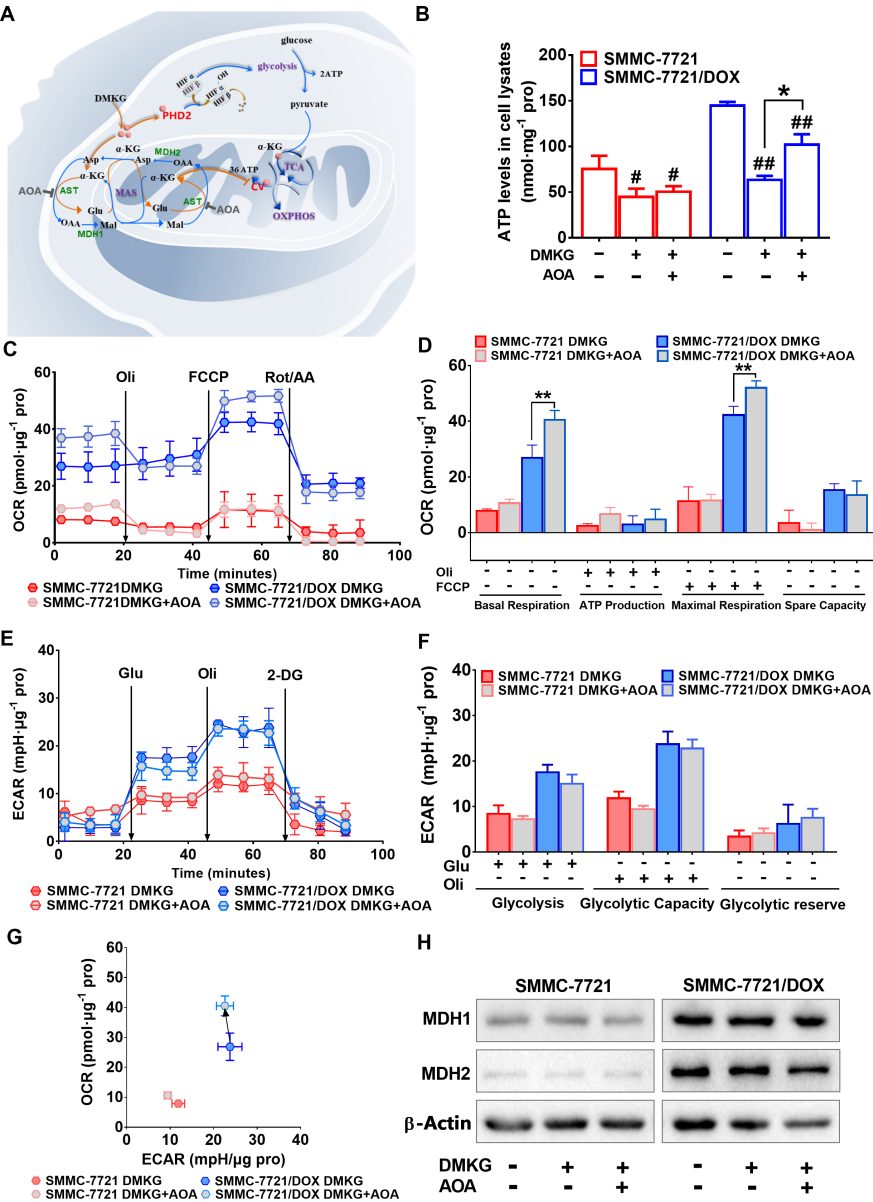 A
glucose
glycolysis
2ATP
pyruvate
HIF α
HIF β
OH
HIF α
HIF β
DMKG
PHD2
α-KG
MDH2
α-KG
Asp
Asp
OAA
36 ATP
TCA
α-KG
MAS
α-KG
CV
AOA
AST
AST
AOA
Glu
Glu
OXPHOS
OAA
Mal
Mal
MDH1
B
ATP levels in cell lysates
(nmol·mg⁻¹ pro)
200
150
100
50
0
SMMC-7721
SMMC-7721/DOX
# # ## ## *
DMKG - + + - + +
AOA - - + - - +
C
OCR (pmol·µg⁻¹ pro)
60
40
20
0
Oli FCCP Rot/AA
0 20 40 60 80 100
Time (minutes)
SMMC-7721DMKG SMMC-7721/DOX DMKG
SMMC-7721DMKG+AOA SMMC-7721/DOX DMKG+AOA
D
SMMC-7721 DMKG SMMC-7721/DOX DMKG
SMMC-7721 DMKG+AOA SMMC-7721/DOX DMKG+AOA
OCR (pmol·µg⁻¹ pro)
60
40
20
0
** **
Oli - - - - + + + + - - - - - - - -
FCCP - - - - - - - - + + + + - - - -
Basal Respiration ATP Production Maximal Respiration Spare Capacity
E
ECAR (mpH·µg⁻¹ pro)
40
30
20
10
0
Glu Oli 2-DG
0 20 40 60 80 100
Time (minutes)
SMMC-7721 DMKG SMMC-7721/DOX DMKG
SMMC-7721 DMKG+AOA SMMC-7721/DOX DMKG+AOA
F
SMMC-7721 DMKG SMMC-7721/DOX DMKG
SMMC-7721 DMKG+AOA SMMC-7721/DOX DMKG+AOA
ECAR (mpH·µg⁻¹ pro)
40
30
20
10
0
Glu + + + + - - - - - - - -
Oli - - - - + + + + - - - -
Glycolysis Glycolytic Capacity Glycolytic reserve
G
OCR (pmol·µg⁻¹ pro)
60
50
40
30
20
10
0
0 10 20 30 40
ECAR (mpH/µg pro)
SMMC-7721 DMKG SMMC-7721/DOX DMKG
SMMC-7721 DMKG+AOA SMMC-7721/DOX DMKG+AOA
H
SMMC-7721 SMMC-7721/DOX
MDH1
MDH2
β-Actin
DMKG - + + - + +
AOA - - + - - +